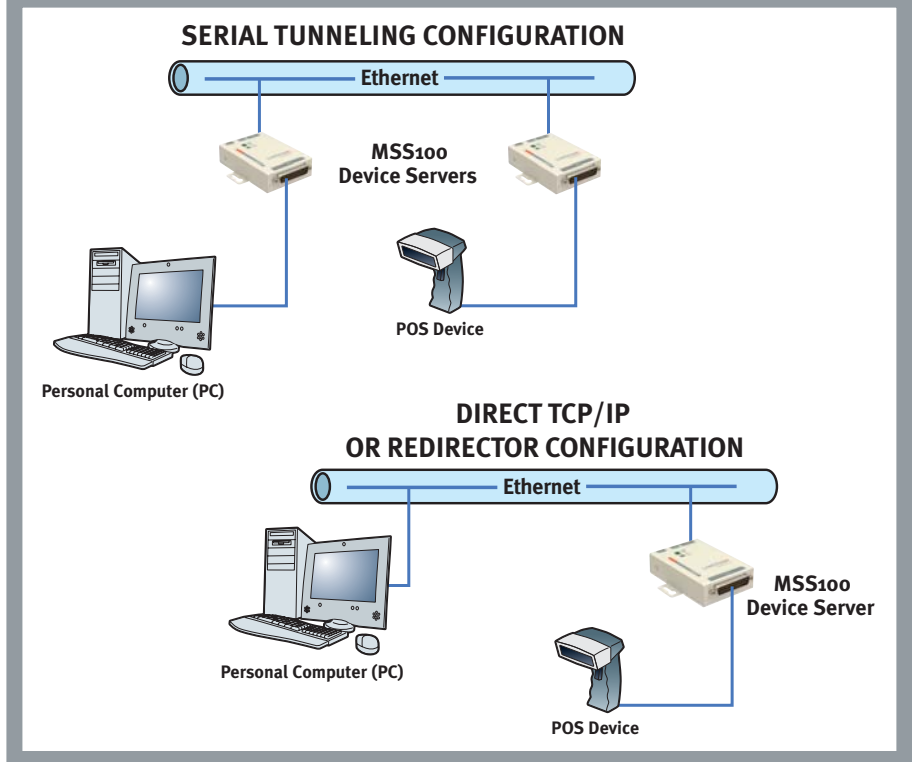 SERIAL TUNNELING CONFIGURATION
Ethernet
MSS100
Device Servers
POS Device
Personal Computer (PC)
DIRECT TCP/IP
OR REDIRECTOR CONFIGURATION
Ethernet
MSS100
Device Server
Personal Computer (PC)
POS Device